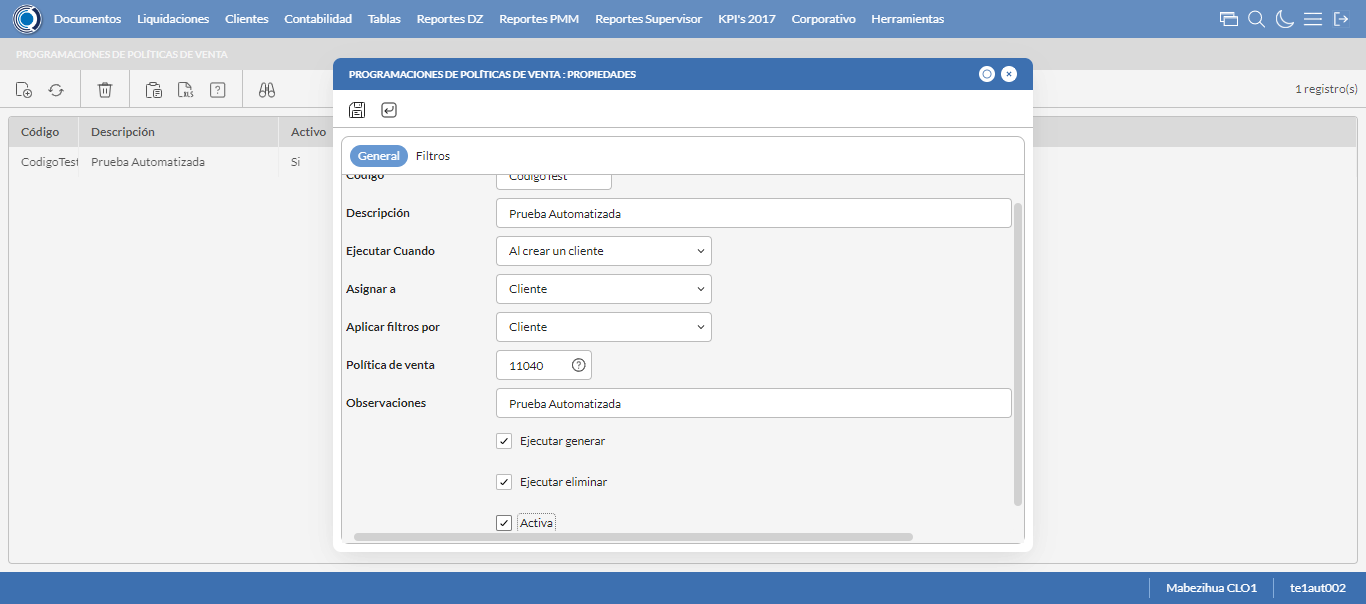 Documentos Liquidaciones Clientes Contabilidad Tablas Reportes DZ Reportes PMM Reportes Supervisor KPI's 2017 Corporativo Herramientas
PROGRAMACIONES DE POLÍTICAS DE VENTA
XLS ? 1 registro(s)
Código Descripción Activo
CodigoTest Prueba Automatizada Si
PROGRAMACIONES DE POLÍTICAS DE VENTA : PROPIEDADES
General Filtros
Código CodigoTest
Descripción Prueba Automatizada
Ejecutar Cuando Al crear un cliente
Asignar a Cliente
Aplicar filtros por Cliente
Política de venta 11040 ?
Observaciones Prueba Automatizada
Ejecutar generar
Ejecutar eliminar
Activa
Mabezihua CLO1 te1aut002